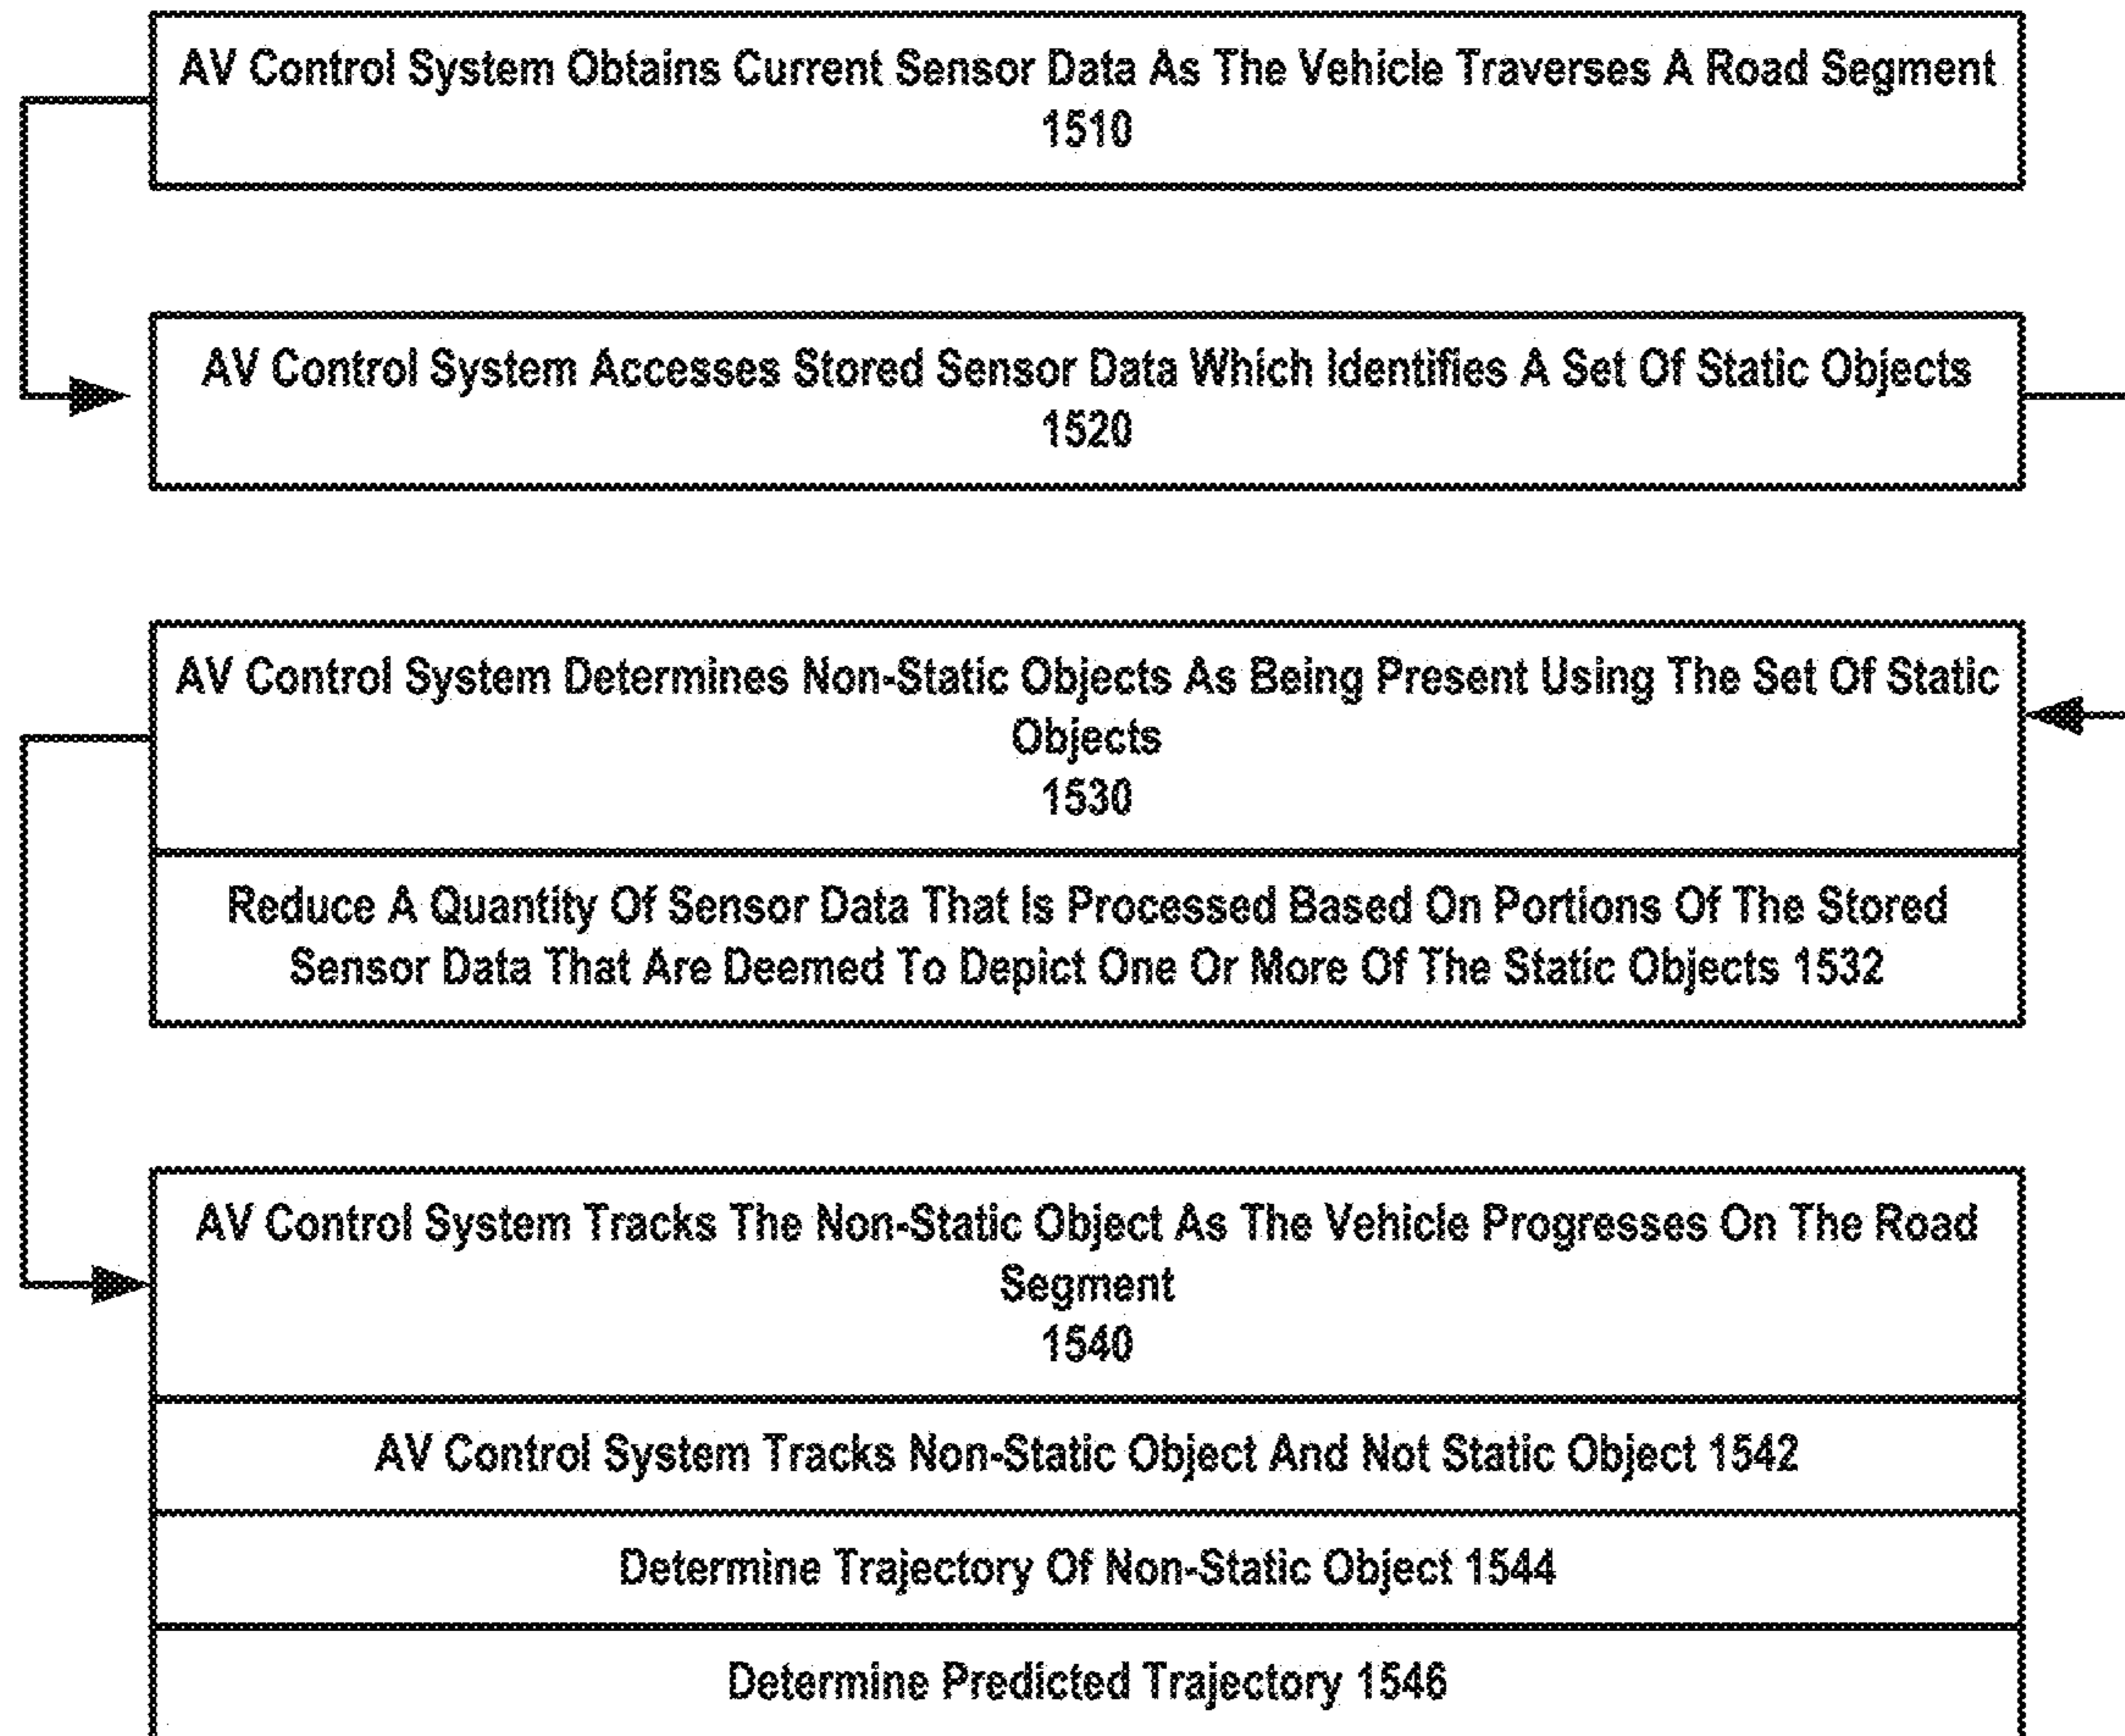 AV Control System Obtains Current Sensor Data As The Vehicle Traverses A Road Segment
1510
AV Control System Accesses Stored Sensor Data Which Identifies A Set Of Static Objects
1520
AV Control System Determines Non-Static Objects As Being Present Using The Set Of Static
Objects
1530
Reduce A Quantity Of Sensor Data That Is Processed Based On Portions Of The Stored
Sensor Data That Are Deemed To Depict One Or More Of The Static Objects 1532
AV Control System Tracks The Non-Static Object As The Vehicle Progresses On The Road
Segment
1540
AV Control System Tracks Non-Static Object And Not Static Object 1542
Determine Trajectory Of Non-Static Object 1544
Determine Predicted Trajectory 1546